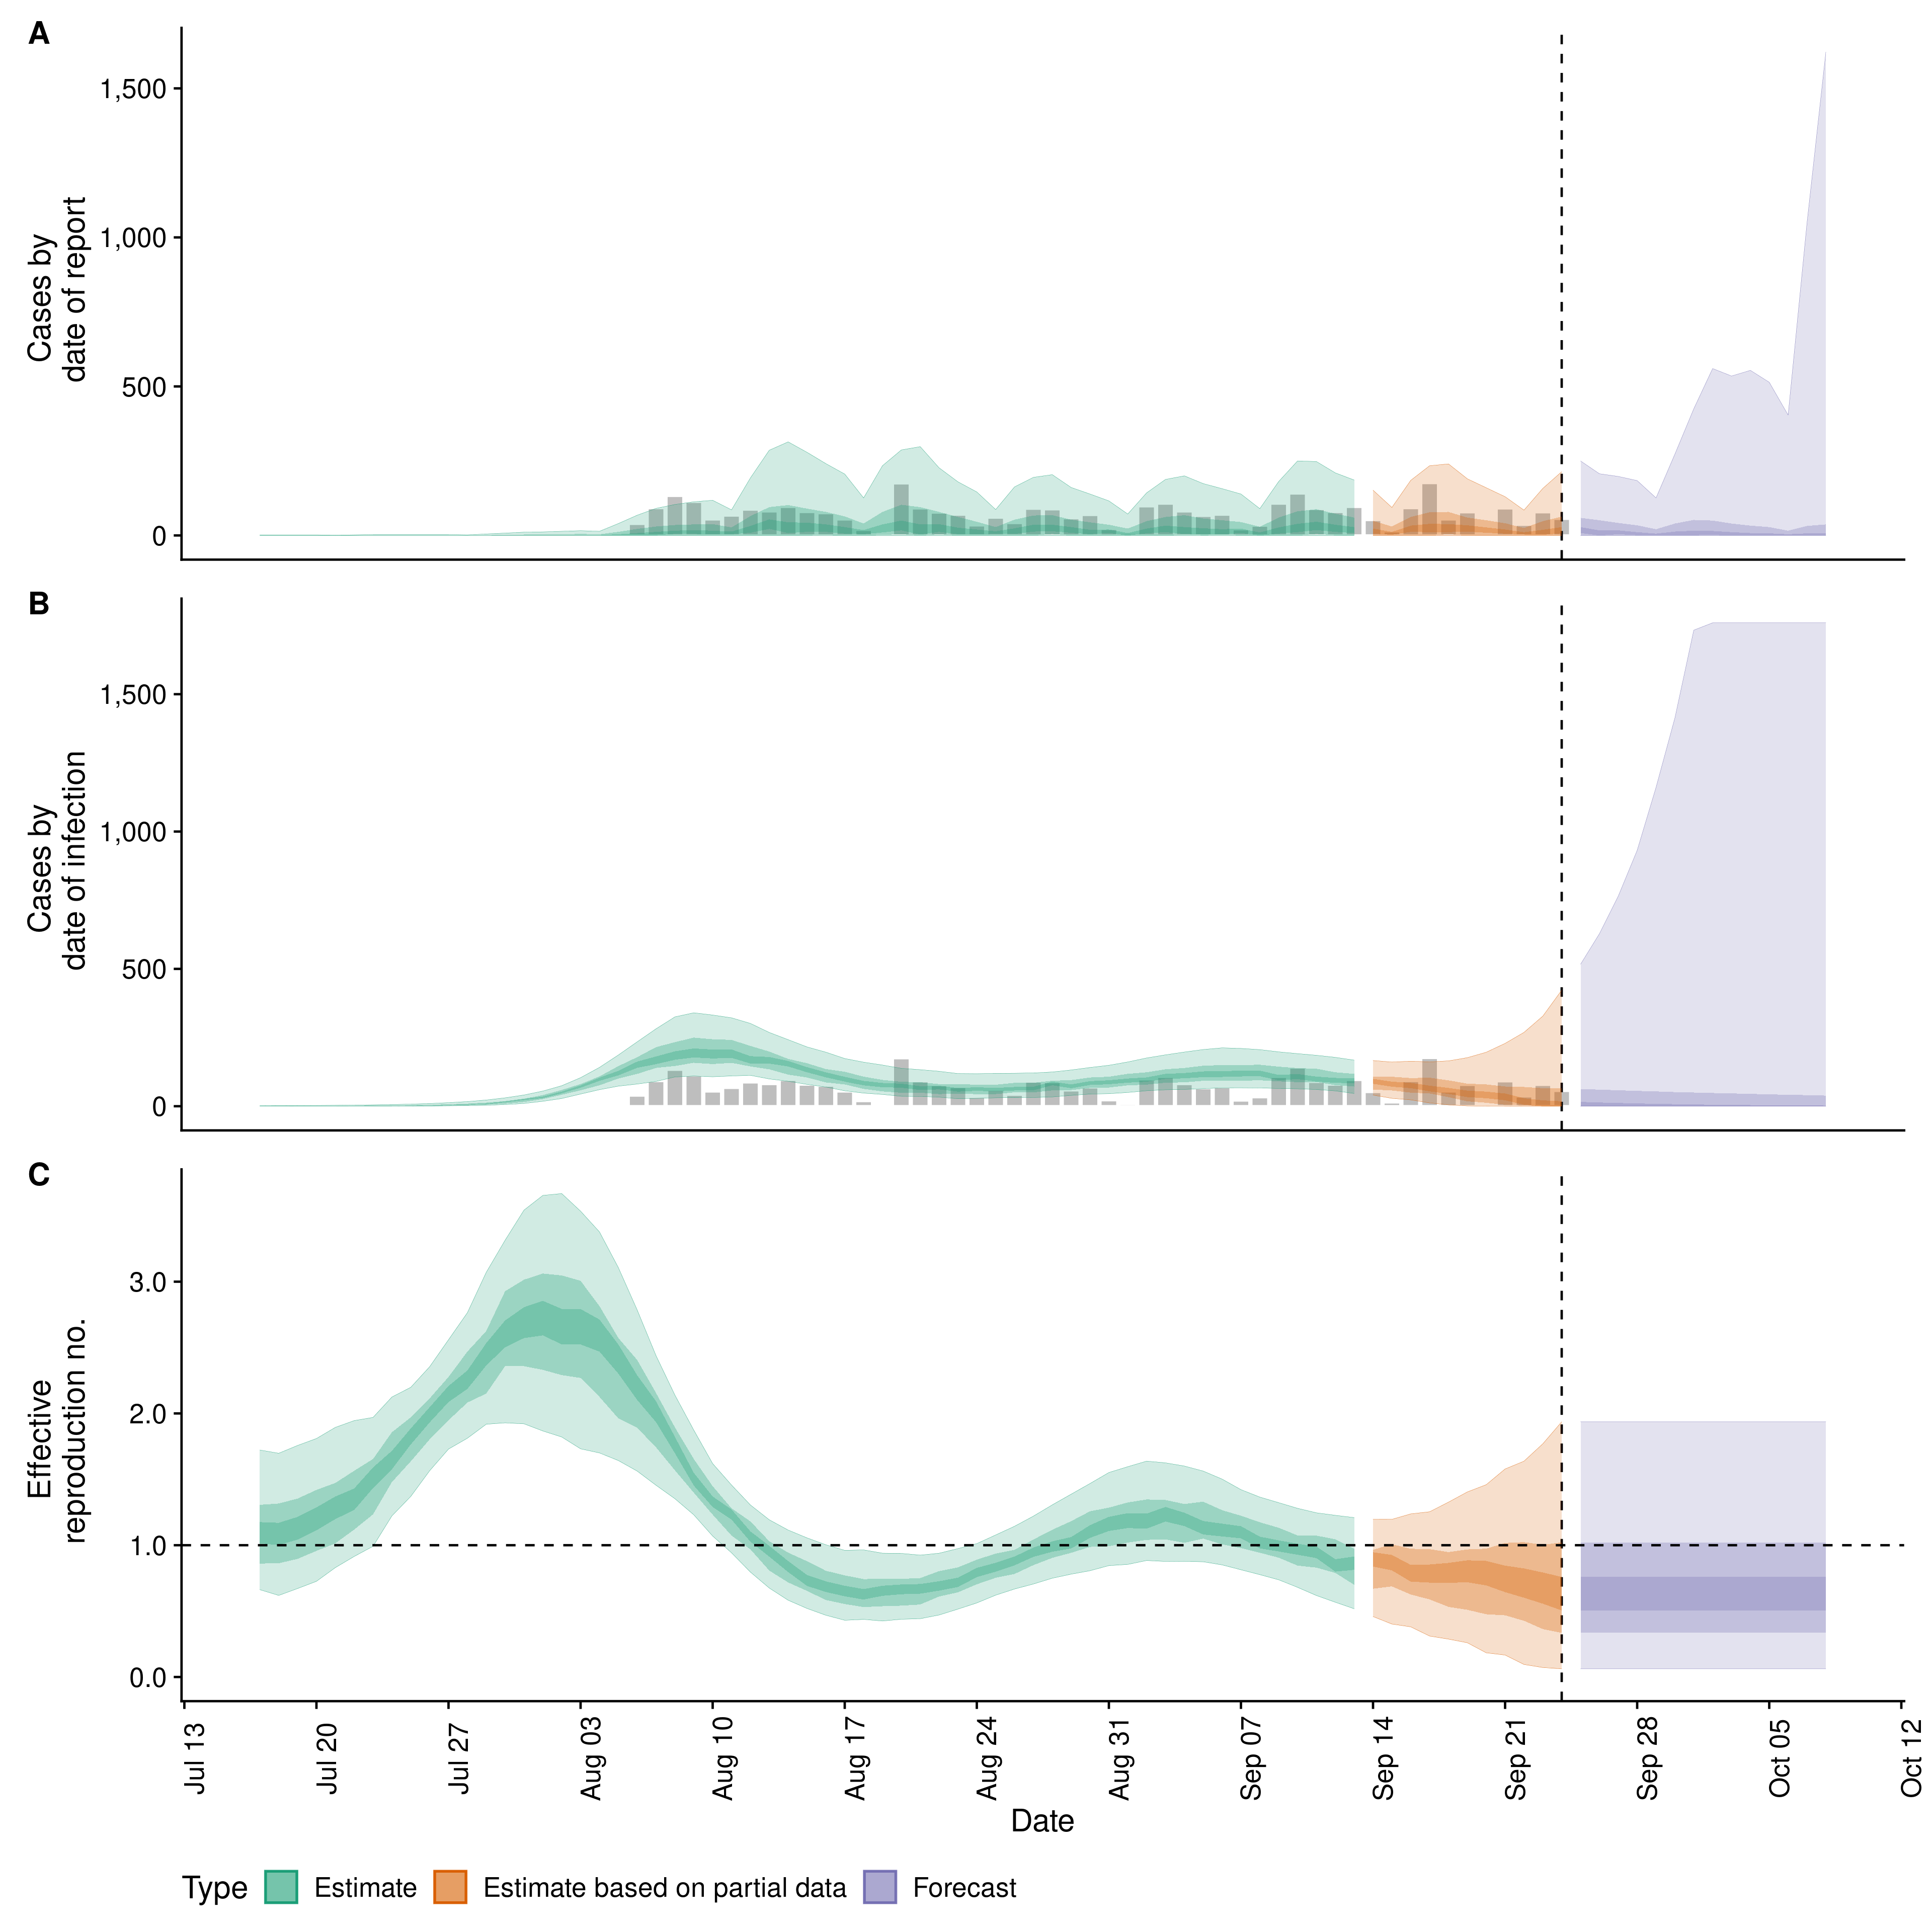 A
Cases by
date of report
1,500
1,000
500
0
B
Cases by
date of infection
1,500
1,000
500
0
C
Effective
reproduction no.
3.0
2.0
1.0
0.0
Jul 13
Jul 20
Jul 27
Aug 03
Aug 10
Aug 17
Aug 24
Aug 31
Sep 07
Sep 14
Sep 21
Sep 28
Oct 05
Oct 12
Date
Type
Estimate
Estimate based on partial data
Forecast